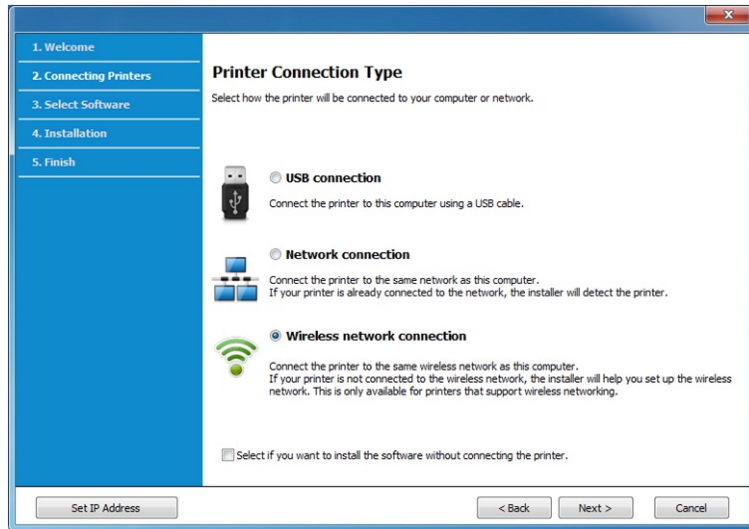 1. Welcome
2. Connecting Printers
3. Select Software
4. Installation
5. Finish
Printer Connection Type
Select how the printer will be connected to your computer or network.
USB connection
Connect the printer to this computer using a USB cable.
Network connection
Connect the printer to the same network as this computer.
If your printer is already connected to the network, the installer will detect the printer.
Wireless network connection
Connect the printer to the same wireless network as this computer.
If your printer is not connected to the wireless network, the installer will help you set up the wireless
network. This is only available for printers that support wireless networking.
Select if you want to install the software without connecting the printer.
Set IP Address
< Back
Next >
Cancel